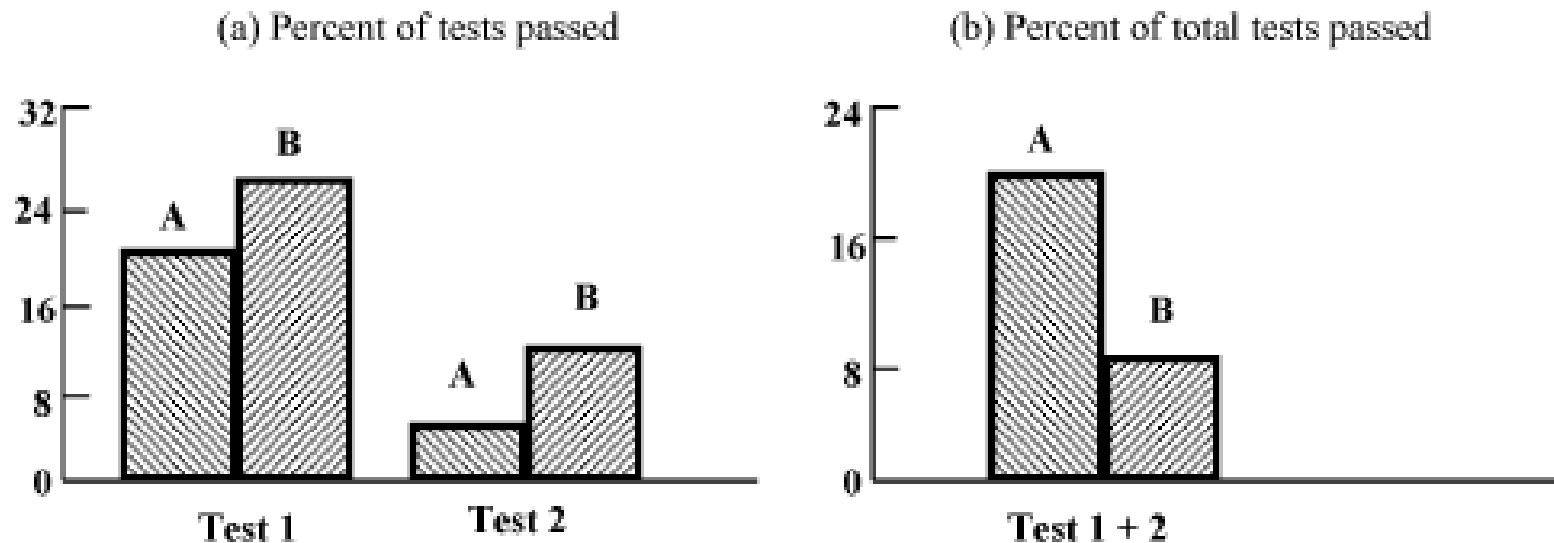 (a) Percent of tests passed
32
24
16
8
0
A
B
A
B
Test 1
Test 2
(b) Percent of total tests passed
24
16
8
0
A
B
Test 1 + 2